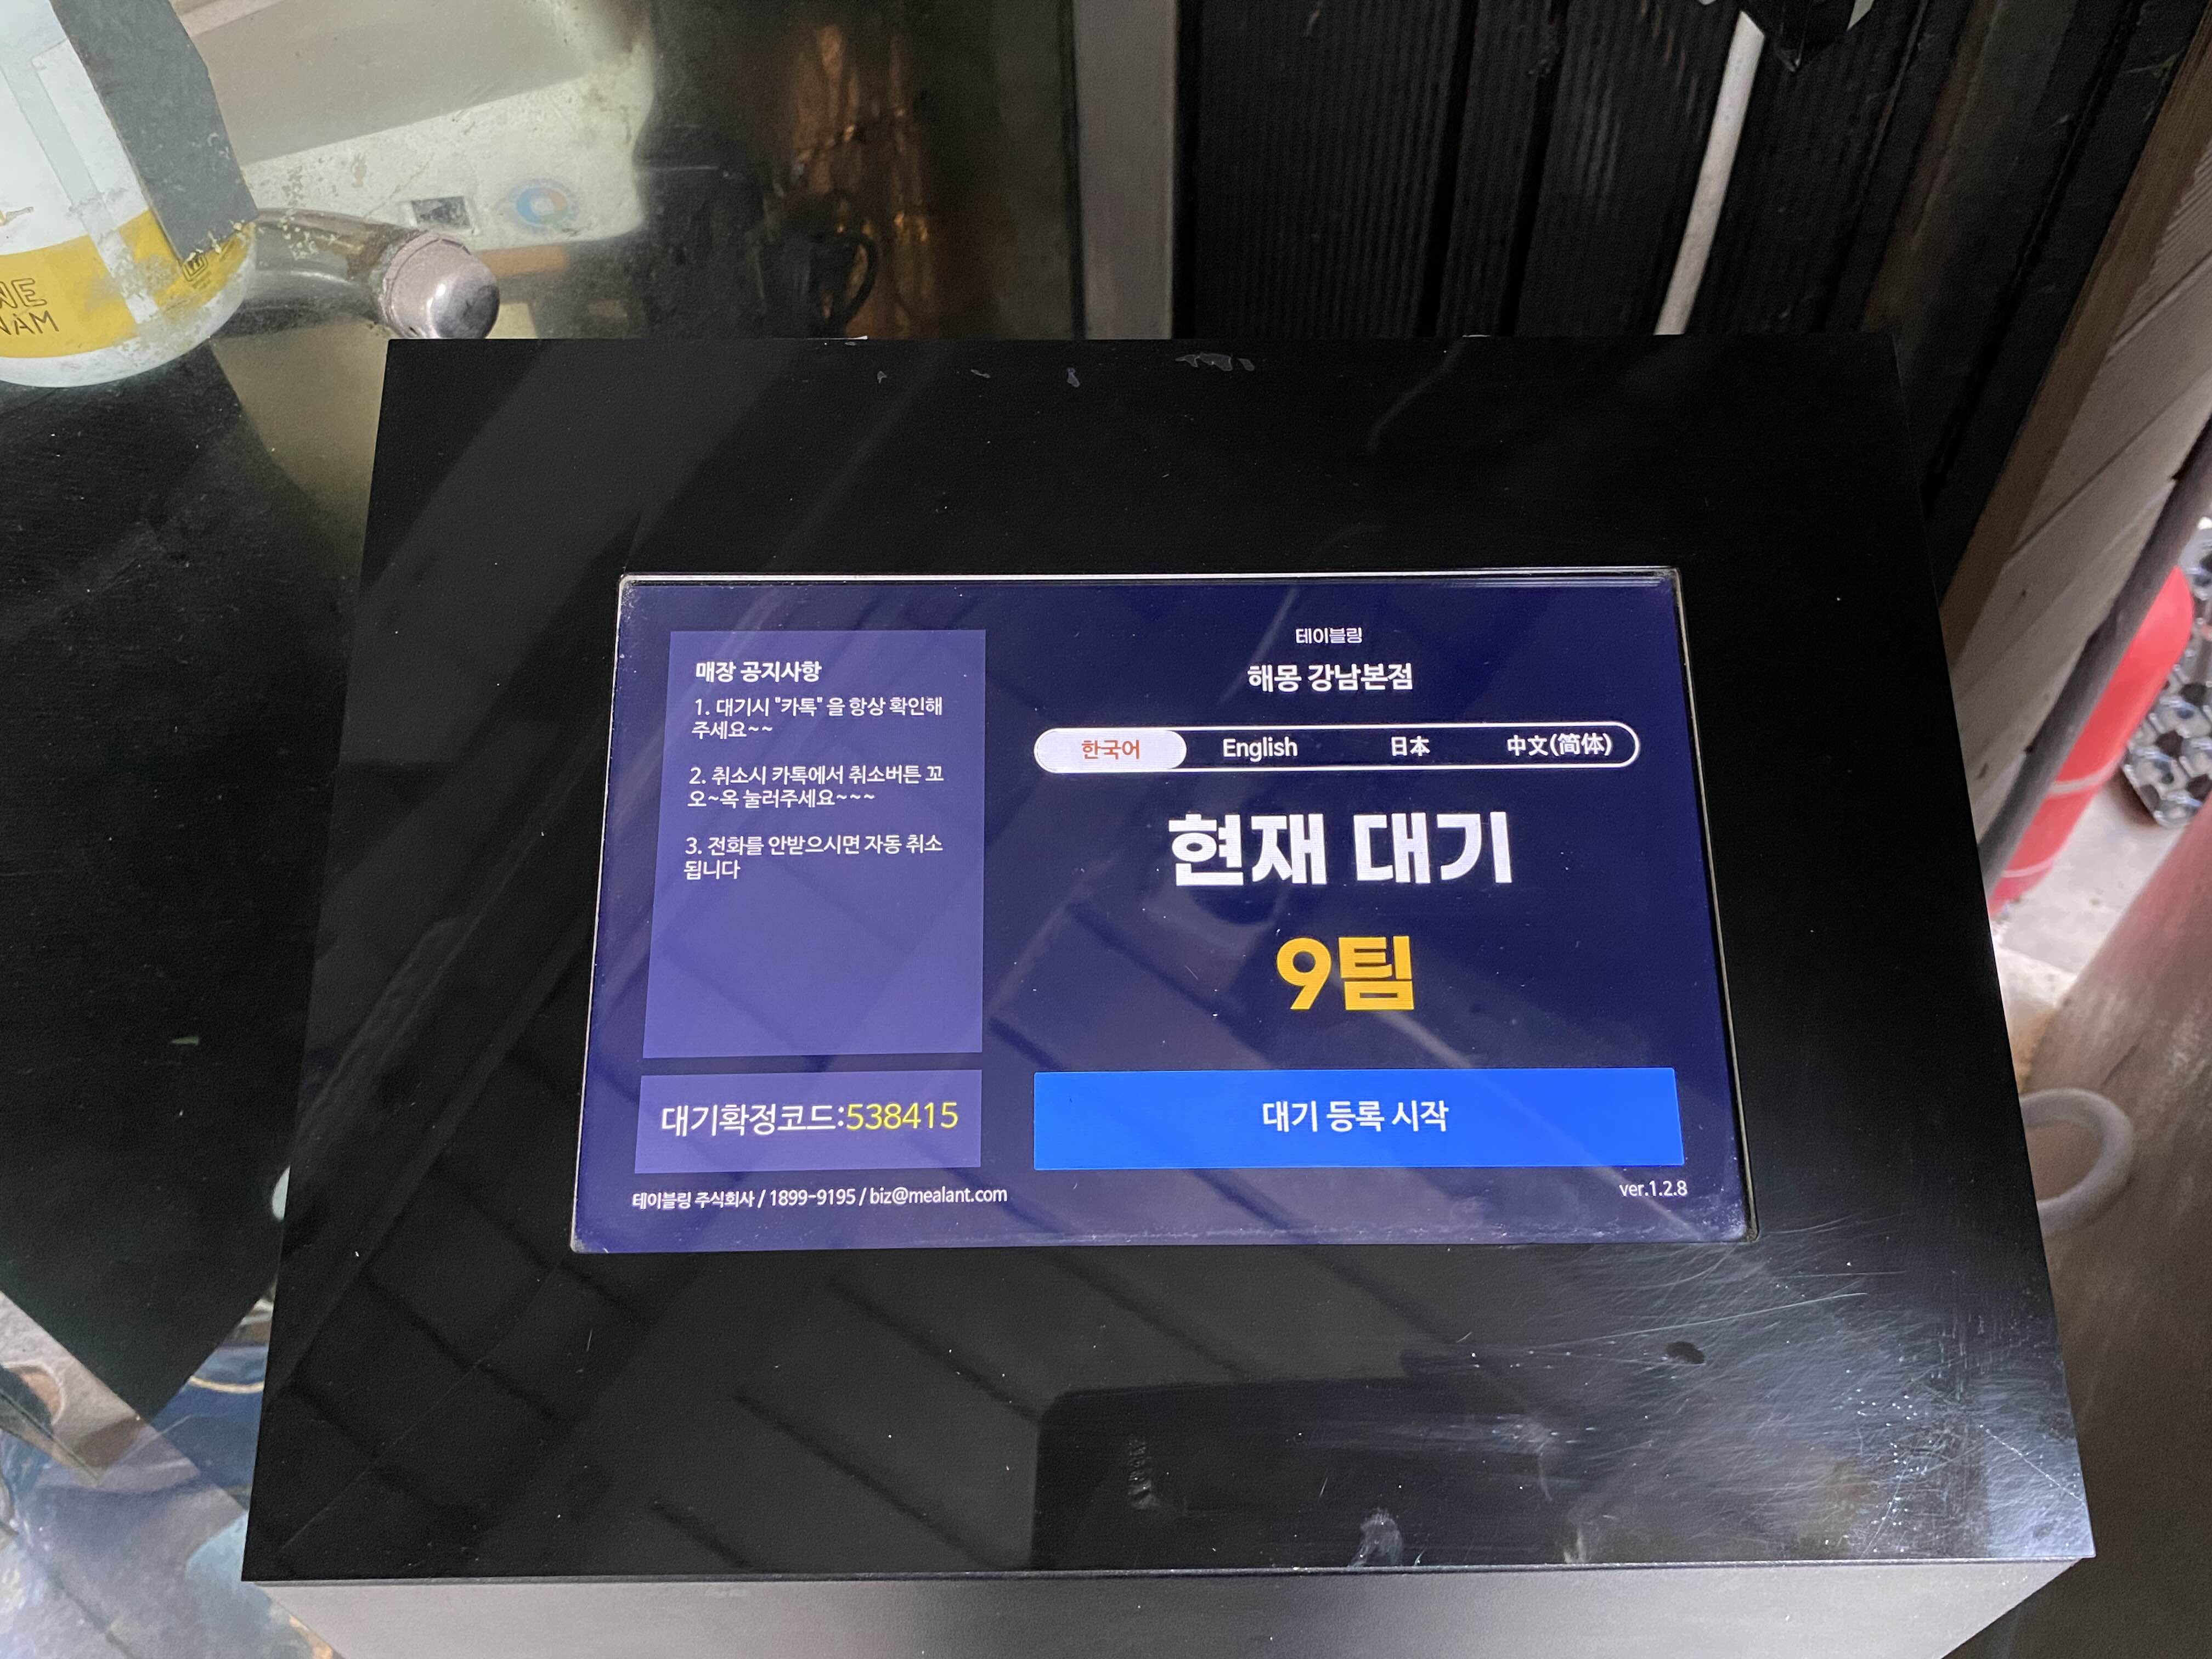 NE
NAM
매장 공지사항
1. 대기시 "카톡" 을 항상 확인해
주세요~~
2. 취소시 카톡에서 취소버튼 꼬
오~옥 눌러주세요~~~
3. 전화를 안받으시면 자동 취소
됩니다
대기확정코드:538415
테이블링 주식회사 / 1899-9195 / biz@mealant.com
테이블링
해몽 강남본점
한국어 English 日本 中文(简体)
현재 대기
9팀
대기 등록 시작
ver.1.2.8